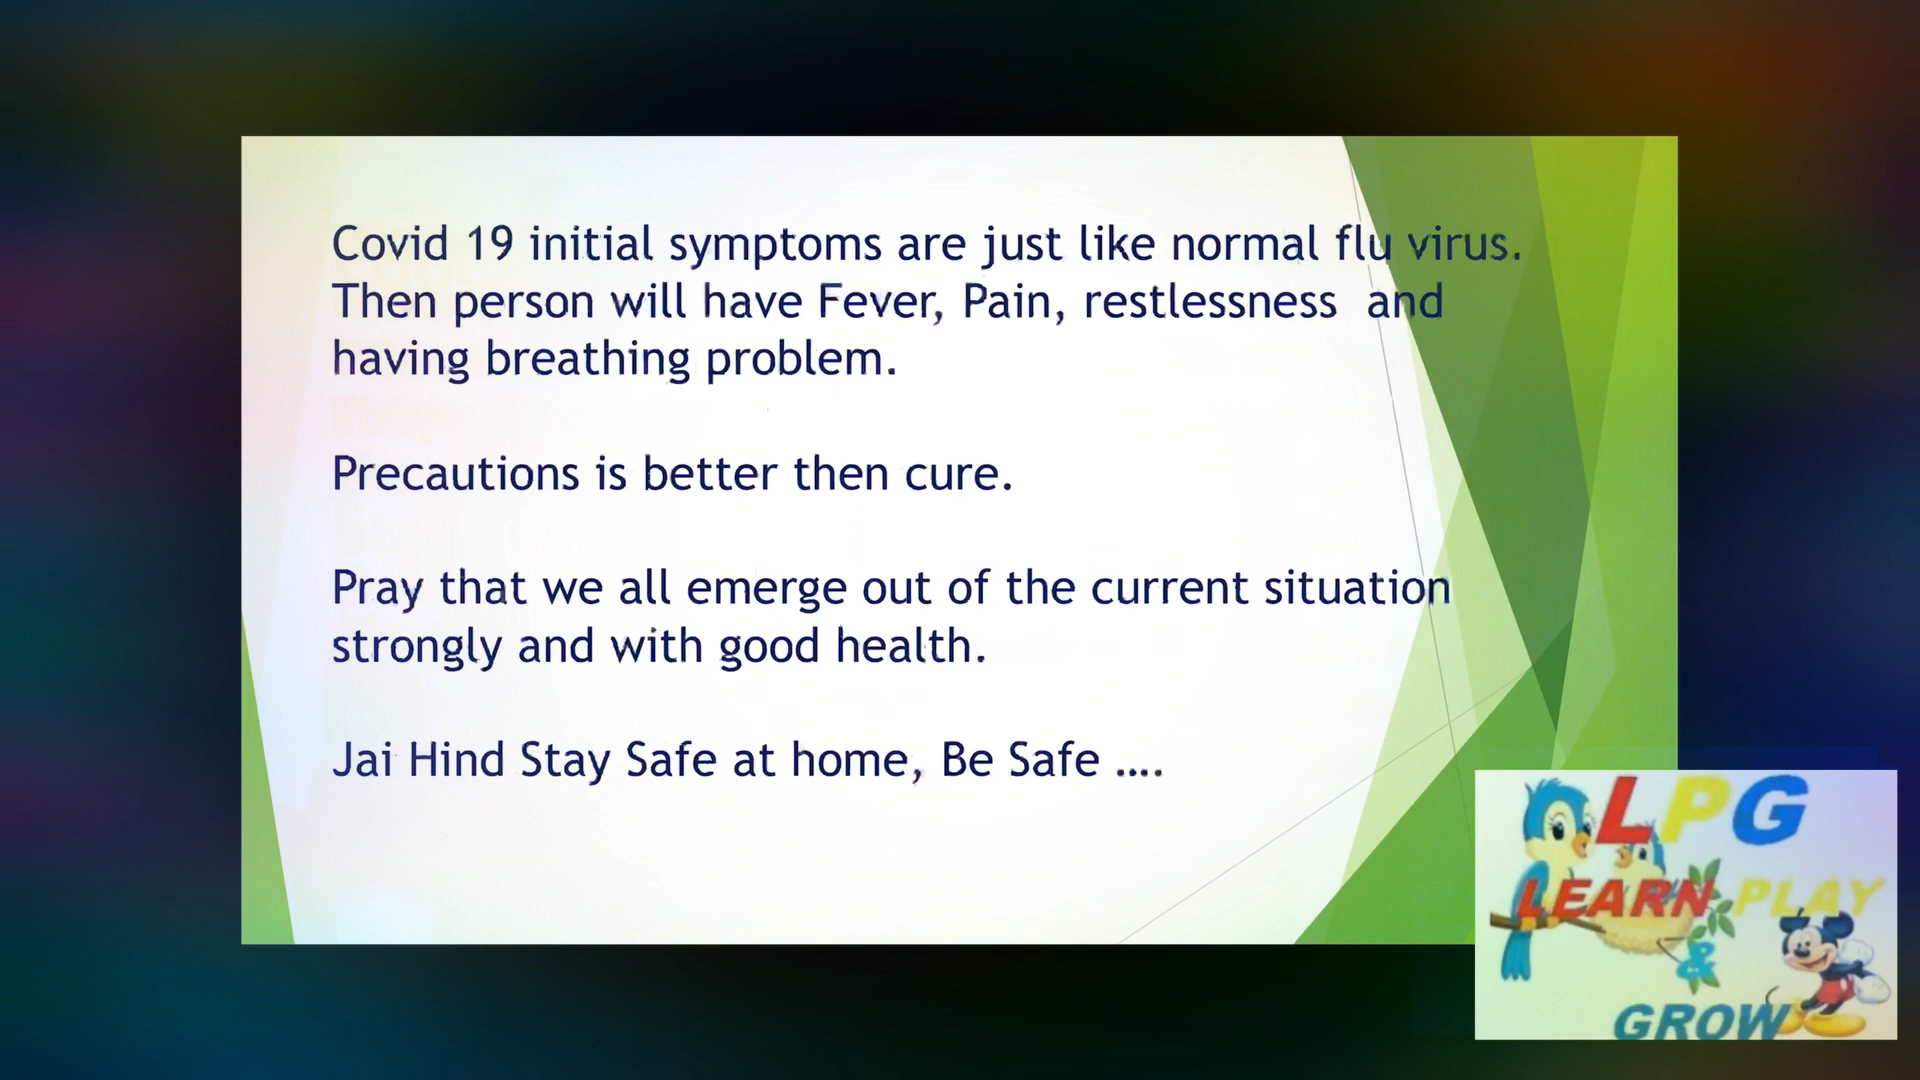 Covid 19 initial symptoms are just like normal flu virus.
Then person will have Fever, Pain, restlessness  and
having breathing problem.
Precautions is better then cure.
Pray that we all emerge out of the current situation
strongly and with good health.
Jai Hind Stay Safe at home, Be Safe ....
LPG
LEARN PLAY
&
GROW